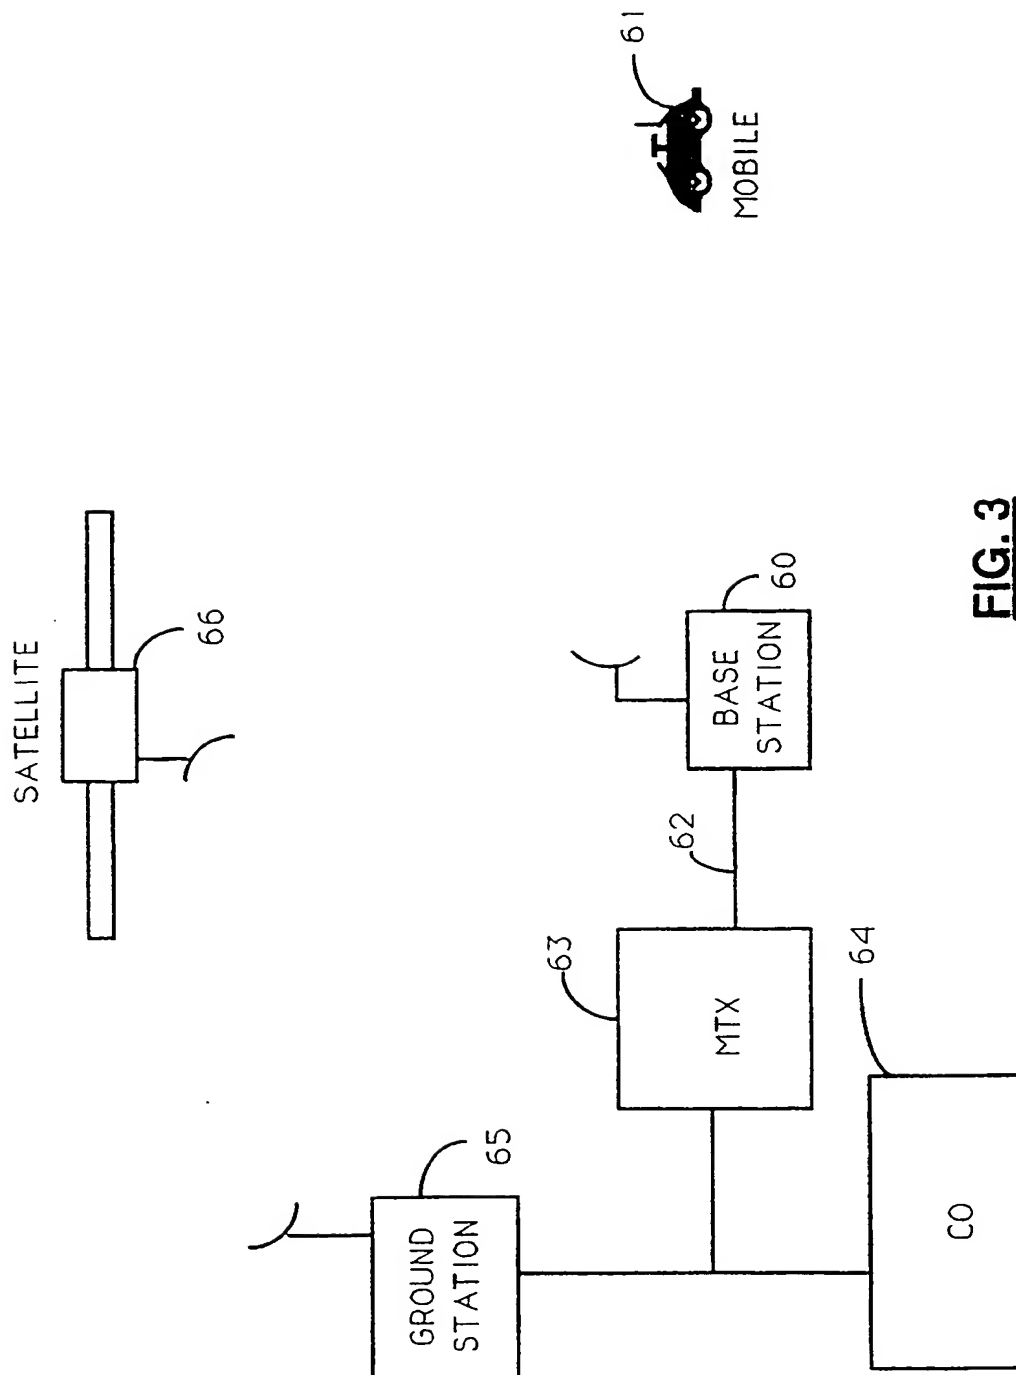 SATELLITE
66
61
MOBILE
65
GROUND
STATION
63
MTX
62
60
BASE
STATION
64
CO
FIG. 3